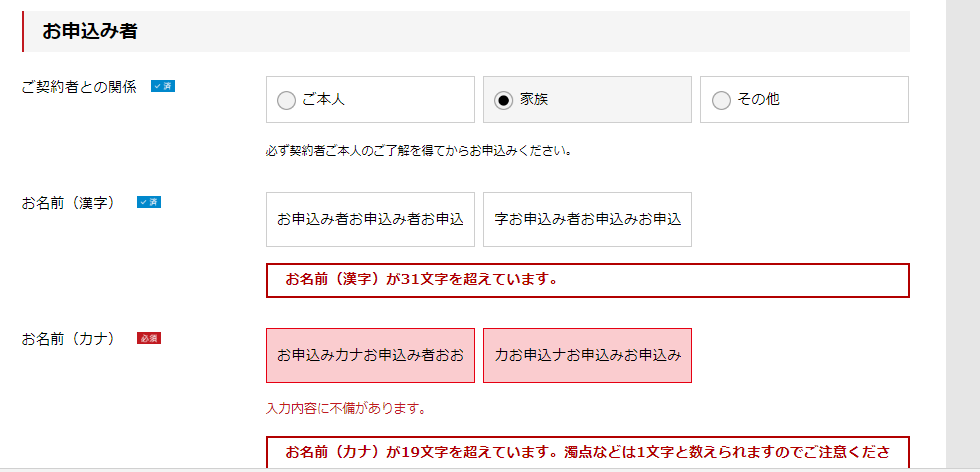 お申込み者
ご契約者との関係 ✓ 済
ご本人 家族 その他
必ず契約者ご本人のご了解を得てからお申込みください。
お名前（漢字） ✓ 済
お申込み者お申込み者お申込 字お申込み者お申込みお申込
お名前（漢字）が31文字を超えています。
お名前（カナ） 必須
お申込みカナお申込み者おお カお申込ナお申込みお申込み
入力内容に不備があります。
お名前（カナ）が19文字を超えています。濁点などは1文字と数えられますのでご注意くださ